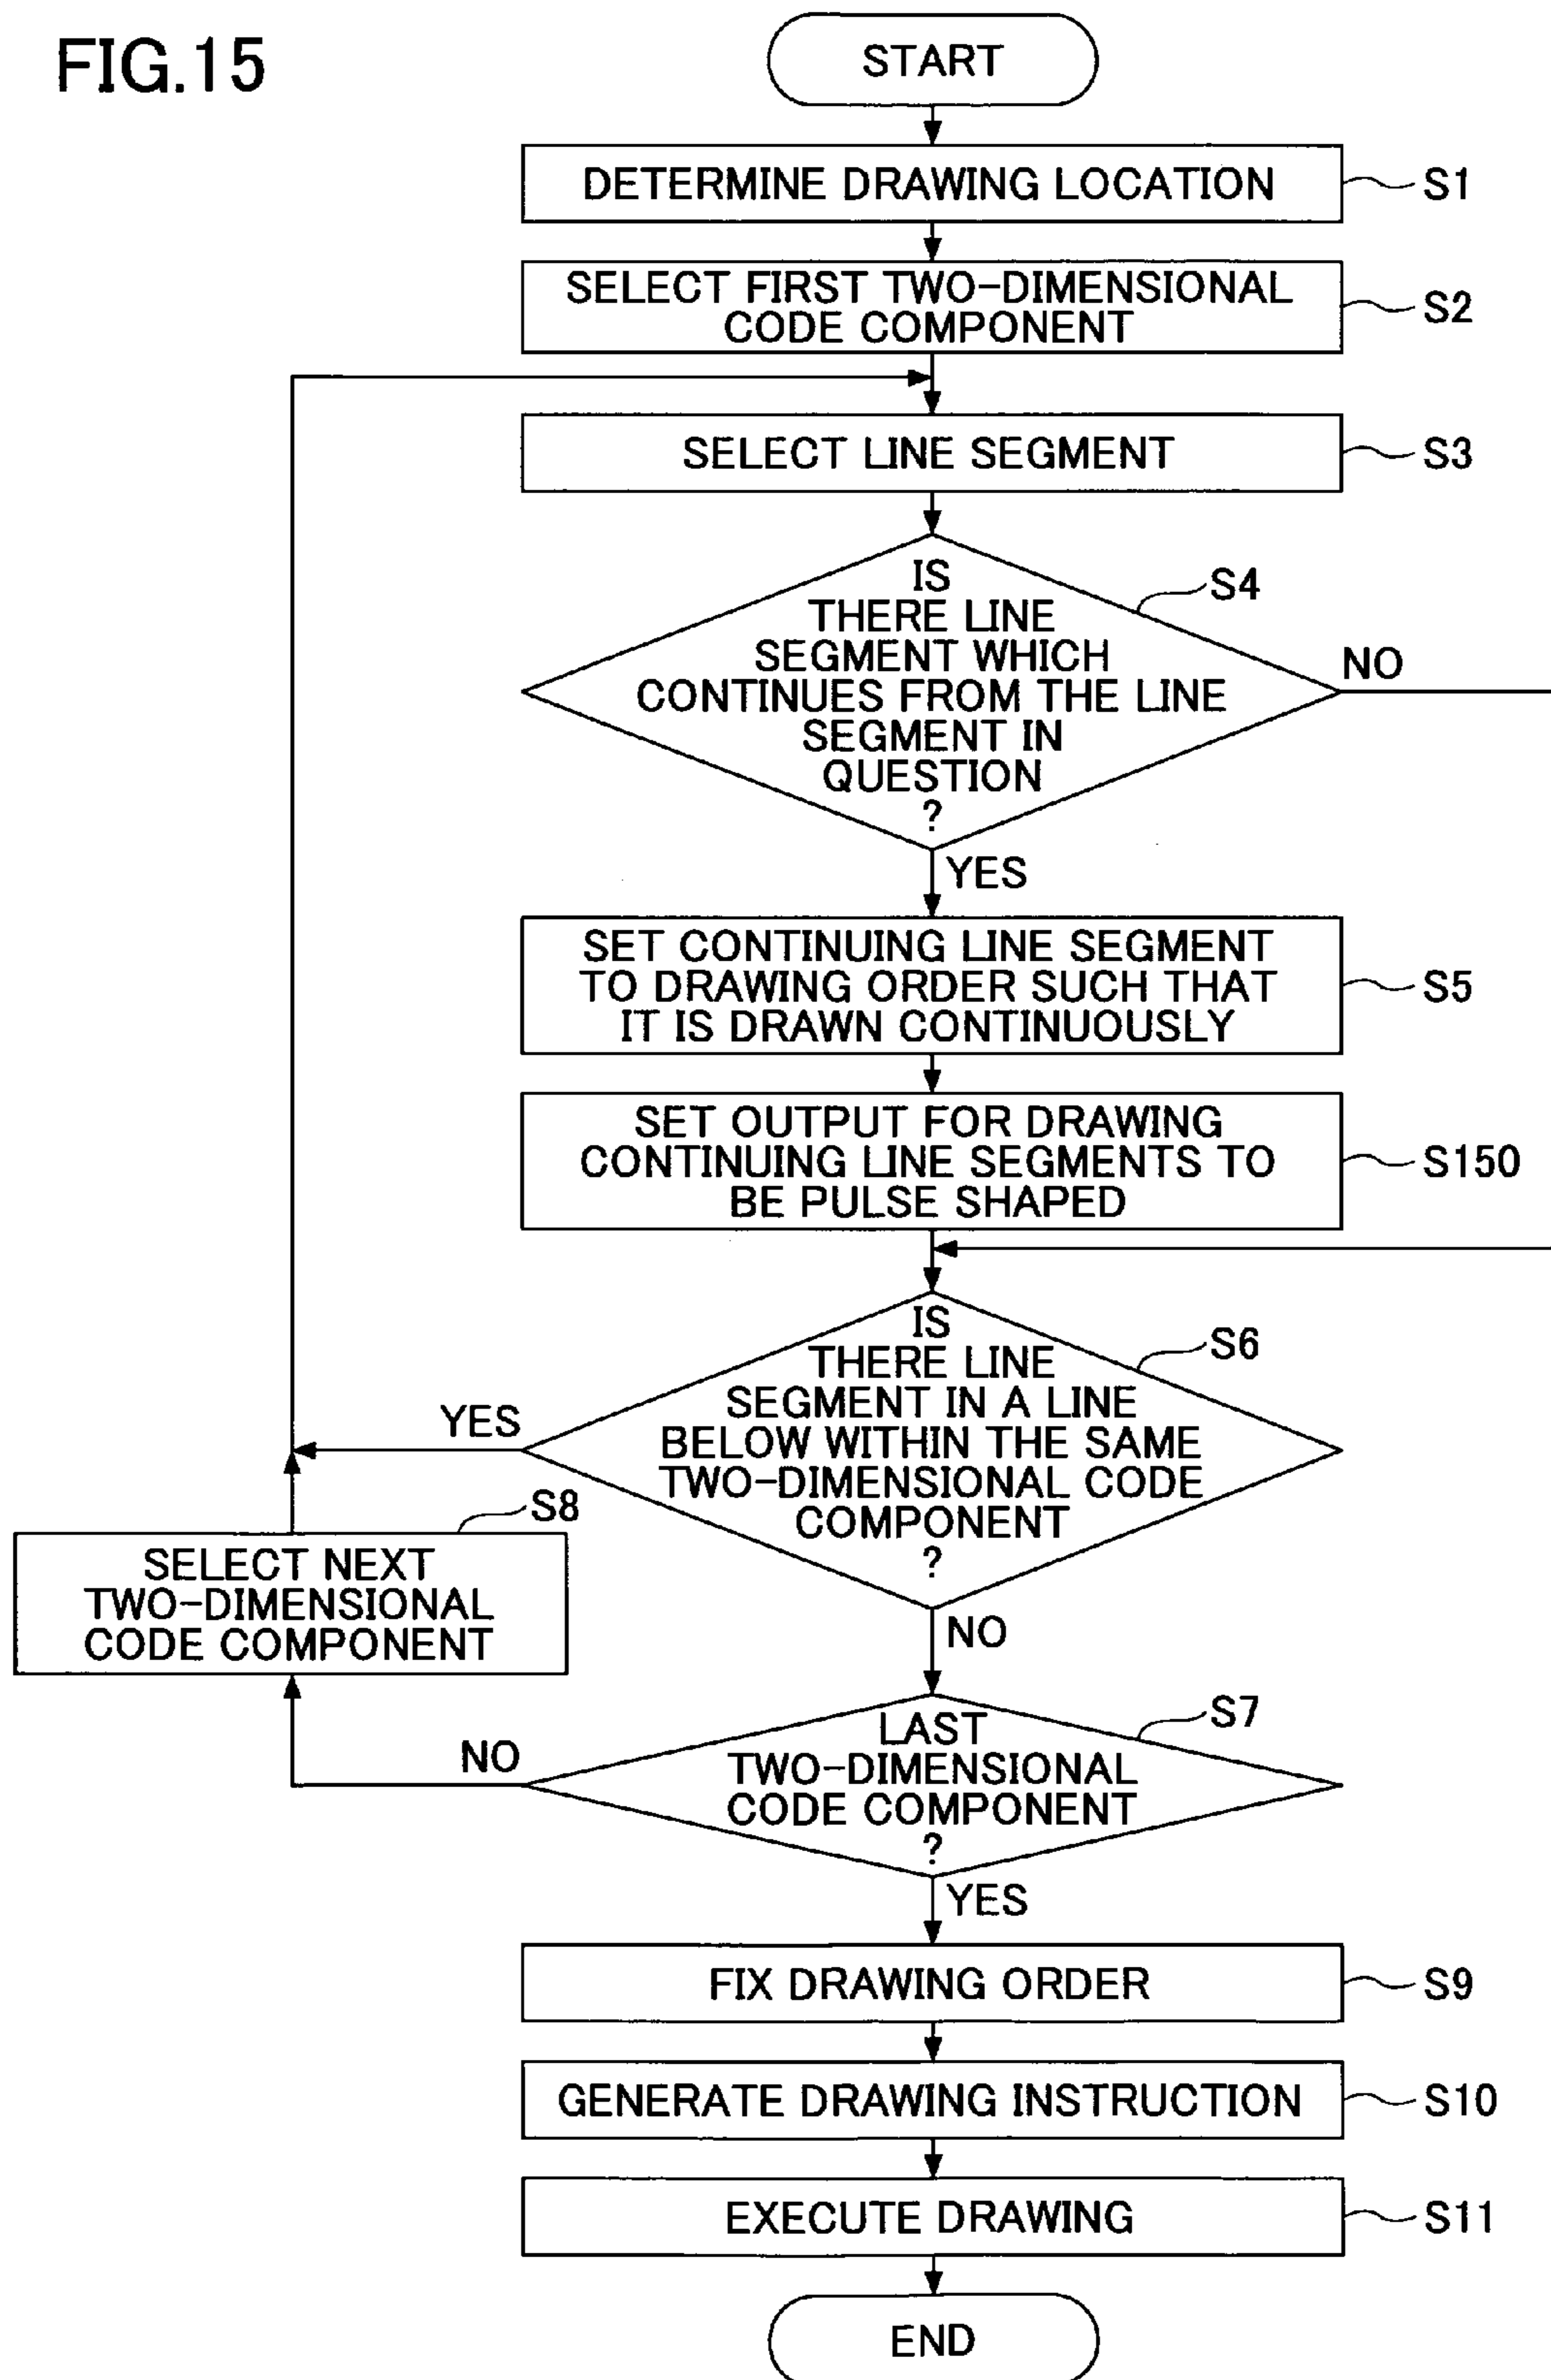 FIG.15
START
DETERMINE DRAWING LOCATION
S1
SELECT FIRST TWO-DIMENSIONAL
CODE COMPONENT
S2
SELECT LINE SEGMENT
S3
IS
THERE LINE
SEGMENT WHICH
CONTINUES FROM THE LINE
SEGMENT IN
QUESTION
?
S4
NO
YES
SET CONTINUING LINE SEGMENT
TO DRAWING ORDER SUCH THAT
IT IS DRAWN CONTINUOUSLY
S5
SET OUTPUT FOR DRAWING
CONTINUING LINE SEGMENTS TO
BE PULSE SHAPED
S150
IS
THERE LINE
SEGMENT IN A LINE
BELOW WITHIN THE SAME
TWO-DIMENSIONAL CODE
COMPONENT
?
S6
YES
NO
S8
SELECT NEXT
TWO-DIMENSIONAL
CODE COMPONENT
LAST
TWO-DIMENSIONAL
CODE COMPONENT
?
S7
NO
YES
FIX DRAWING ORDER
S9
GENERATE DRAWING INSTRUCTION
S10
EXECUTE DRAWING
S11
END